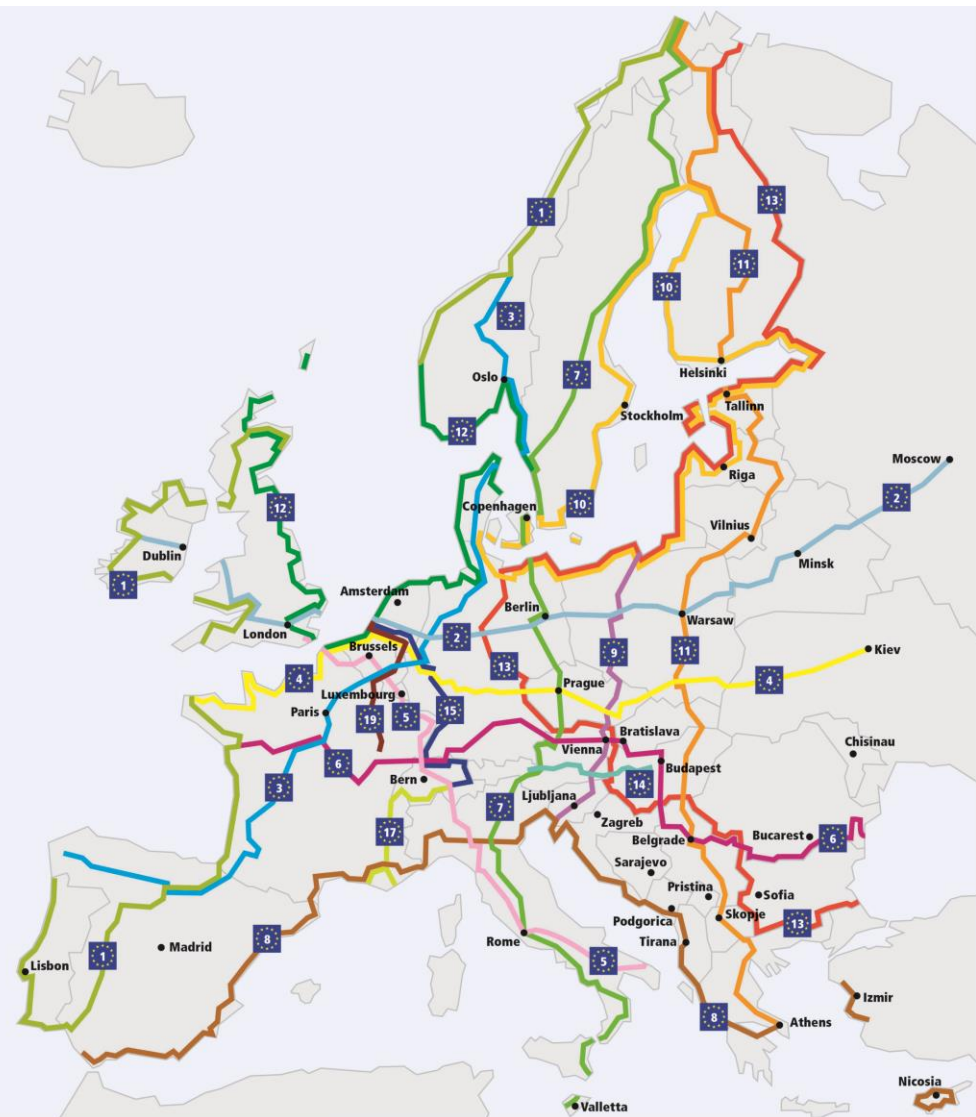 1
13
11
10
3
Helsinki
7
Oslo
Tallinn
Stockholm
12
Moscow
Riga
2
12
Copenhagen
10
Vilnius
Dublin
Minsk
1
Amsterdam
Berlin
Warsaw
London
2
Brussels
9
11
Kiev
4
13
4
Luxembourg
Prague
Paris
19
5
15
Vienna
Bratislava
Chisinau
6
Budapest
Bern
3
14
7
Ljubljana
Zagreb
17
Belgrade
Bucarest
6
Sarajevo
Pristina
Sofia
Podgorica
Skopje
13
8
Rome
Tirana
Madrid
1
5
Lisbon
Izmir
8
Athens
Nicosia
Valletta